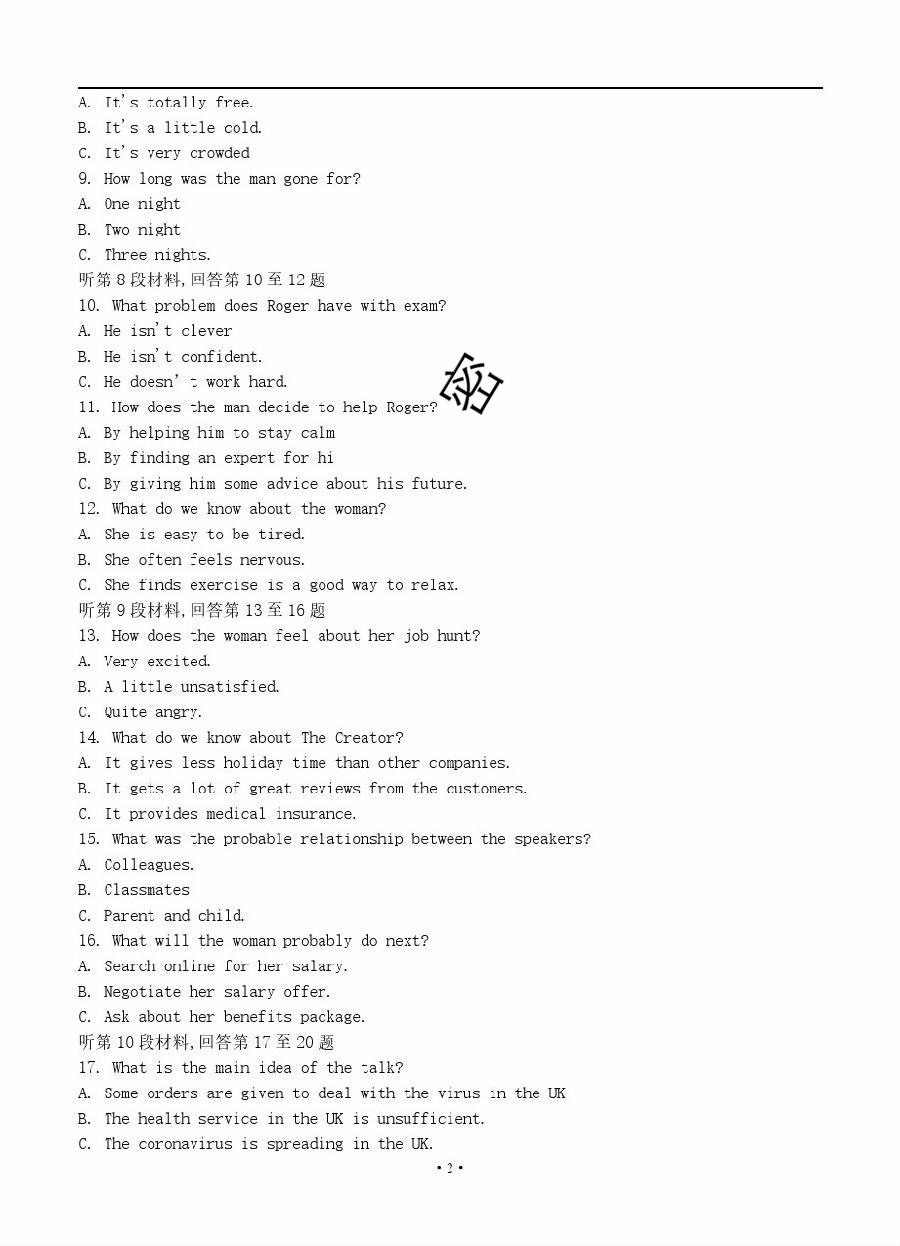 A. It's totally free.
B. It's a little cold.
C. It's very crowded
9. How long was the man gone for?
A. One night
B. Two night
C. Three nights.
听第 8 段材料,回答第 10 至 12 题
10. What problem does Roger have with exam?
A. He isn't clever
B. He isn't confident.
C. He doesn’t work hard.
密
11. How does the man decide to help Roger?
A. By helping him to stay calm
B. By finding an expert for hi
C. By giving him some advice about his future.
12. What do we know about the woman?
A. She is easy to be tired.
B. She often feels nervous.
C. She finds exercise is a good way to relax.
听第 9 段材料,回答第 13 至 16 题
13. How does the woman feel about her job hunt?
A. Very excited.
B. A little unsatisfied.
C. Quite angry.
14. What do we know about The Creator?
A. It gives less holiday time than other companies.
B. It gets a lot of great reviews from the customers.
C. It provides medical insurance.
15. What was the probable relationship between the speakers?
A. Colleagues.
B. Classmates
C. Parent and child.
16. What will the woman probably do next?
A. Search online for her salary.
B. Negotiate her salary offer.
C. Ask about her benefits package.
听第 10 段材料,回答第 17 至 20 题
17. What is the main idea of the talk?
A. Some orders are given to deal with the virus in the UK
B. The health service in the UK is unsufficient.
C. The coronavirus is spreading in the UK.
• 2 •